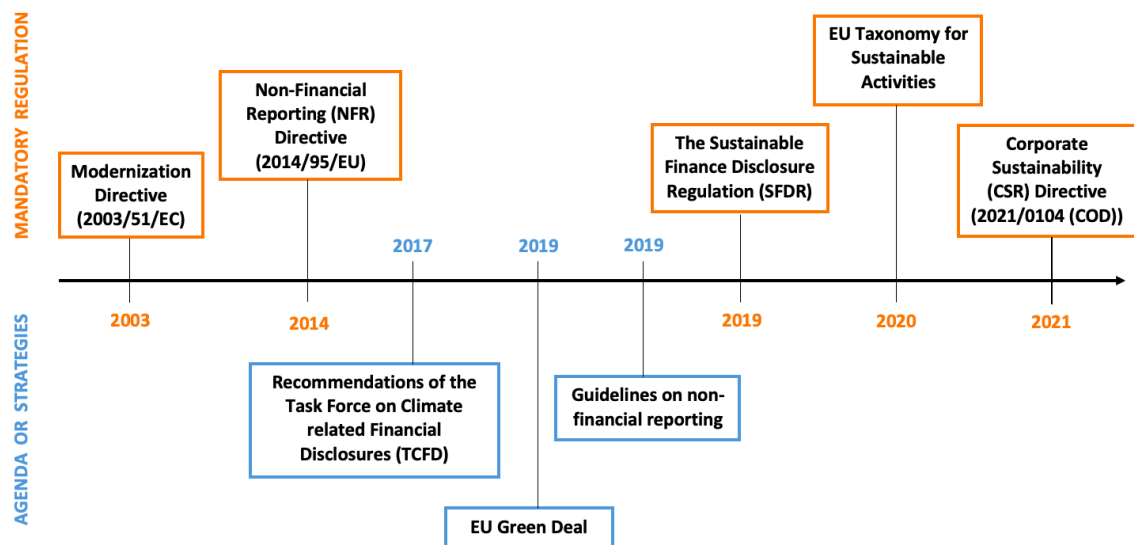 MANDATORY REGULATION
Modernization
Directive
(2003/51/EC)
Non-Financial
Reporting (NFR)
Directive
(2014/95/EU)
The Sustainable
Finance Disclosure
Regulation (SFDR)
EU Taxonomy for
Sustainable
Activities
Corporate
Sustainability
(CSR) Directive
(2021/0104 (COD))
2017
2019
2019
2003
2014
2019
2020
2021
AGENDA OR STRATEGIES
Recommendations of the
Task Force on Climate
related Financial
Disclosures (TCFD)
Guidelines on non-
financial reporting
EU Green Deal